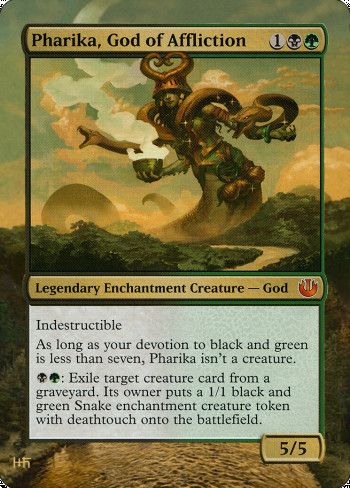 Pharika, God of Affliction 1
Legendary Enchantment Creature — God
Indestructible
As long as your devotion to black and green
is less than seven, Pharika isn't a creature.
: Exile target creature card from a
graveyard. Its owner puts a 1/1 black and
green Snake enchantment creature token
with deathtouch onto the battlefield.
5/5